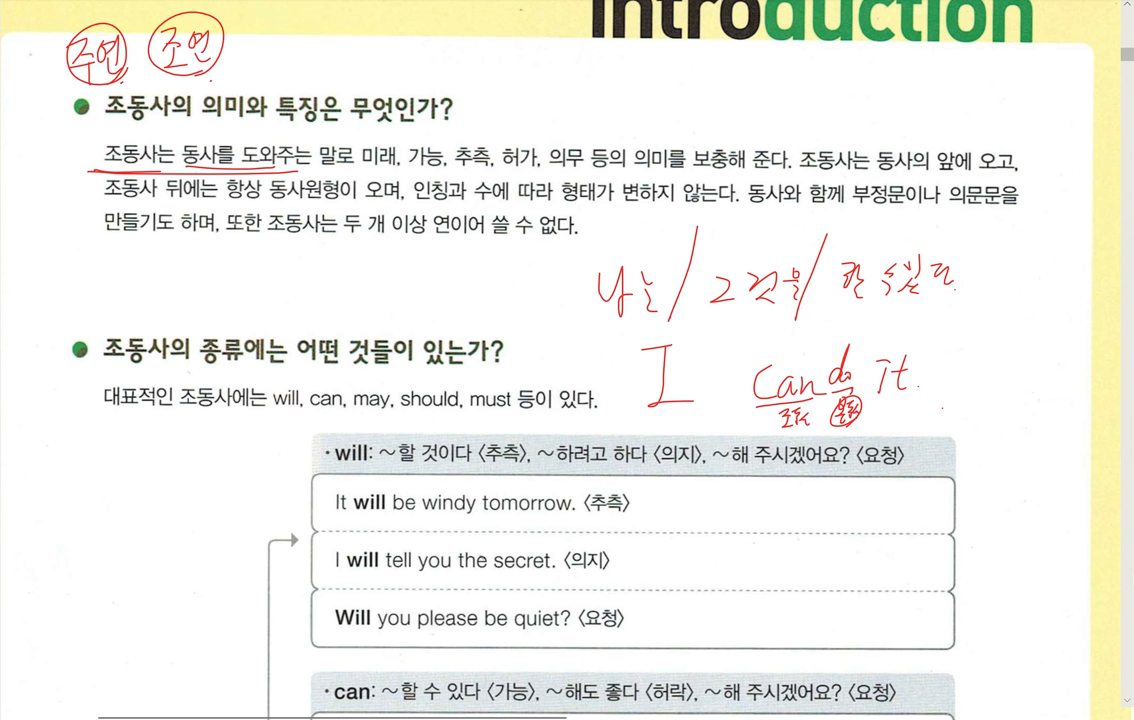 Introduction
주연 조연
조동사의 의미와 특징은 무엇인가?
조동사는 동사를 도와주는 말로 미래, 가능, 추측, 허가, 의무 등의 의미를 보충해 준다. 조동사는 동사의 앞에 오고,
조동사 뒤에는 항상 동사원형이 오며, 인칭과 수에 따라 형태가 변하지 않는다. 동사와 함께 부정문이나 의문문을
만들기도 하며, 또한 조동사는 두 개 이상 연이어 쓸 수 없다.
나는 / 그것을 / 할 수 있다.
조동사의 종류에는 어떤 것들이 있는가?
I can do it.
대표적인 조동사에는 will, can, may, should, must 등이 있다.
· will: ~할 것이다 〈추측〉, ~하려고 하다 〈의지〉, ~해 주시겠어요? 〈요청〉
It will be windy tomorrow. 〈추측〉
I will tell you the secret. 〈의지〉
Will you please be quiet? 〈요청〉
· can: ~할 수 있다 〈가능〉, ~해도 좋다 〈허락〉, ~해 주시겠어요? 〈요청〉